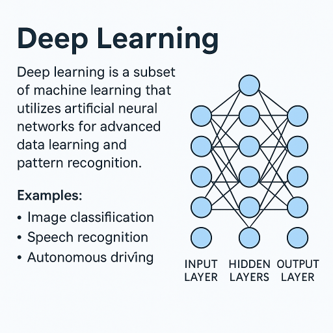 Deep Learning
Deep learning is a subset
of machine learning that
utilizes artificial neural
networks for advanced
data learning and
pattern recognition.
Examples:
• Image classifiication
• Speech recognition
• Autonomous driving
INPUT LAYER
HIDDEN LAYERS
OUTPUT LAYER